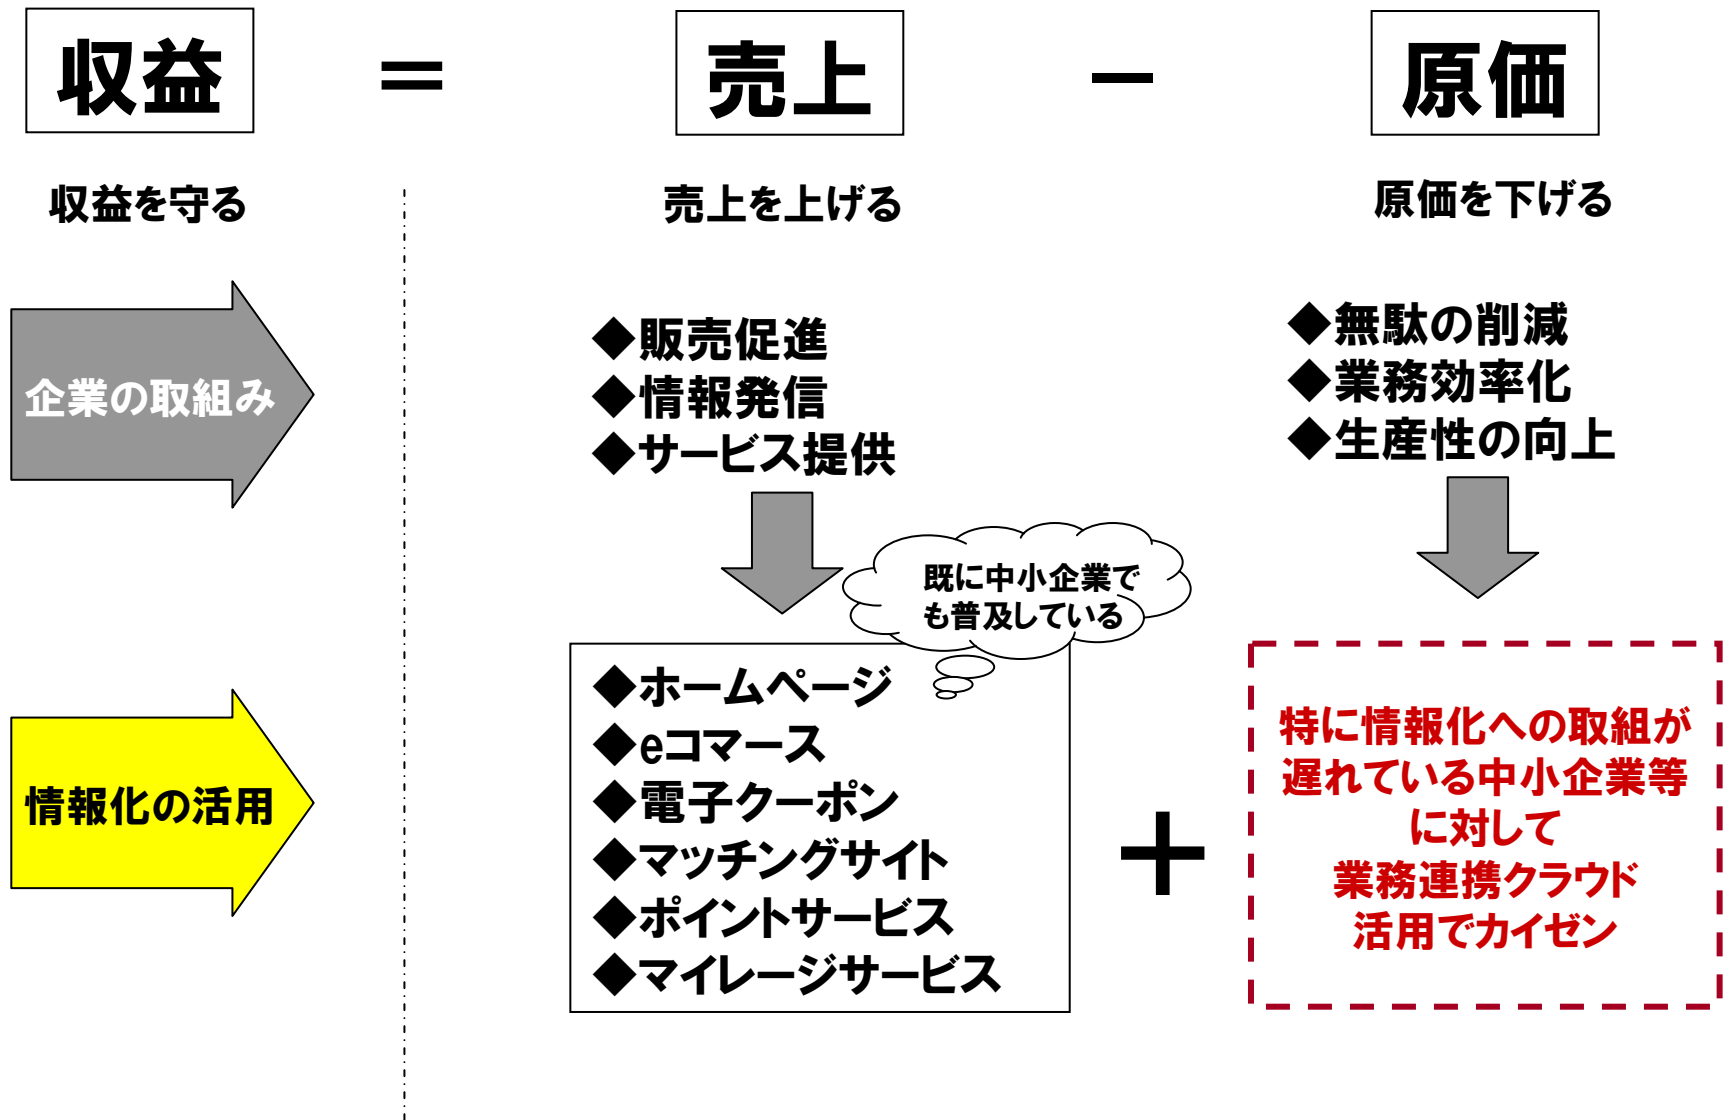 収益 ＝ 売上 － 原価
収益を守る
売上を上げる
原価を下げる
企業の取組み
◆販売促進
◆情報発信
◆サービス提供
◆無駄の削減
◆業務効率化
◆生産性の向上
既に中小企業で
も普及している
情報化の活用
◆ホームページ
◆eコマース
◆電子クーポン
◆マッチングサイト
◆ポイントサービス
◆マイレージサービス
＋
特に情報化への取組が
遅れている中小企業等
に対して
業務連携クラウド
活用でカイゼン